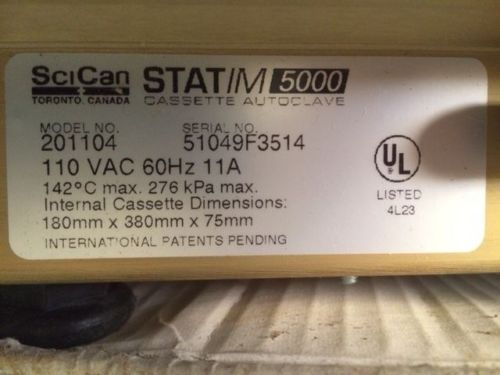 SciCan STATIM 5000
TORONTO, CANADA CASSETTE AUTOCLAVE
MODEL NO. SERIAL NO.
201104 51049F3514
110 VAC 60Hz 11A
142°C max. 276 kPa max.
Internal Cassette Dimensions:
180mm x 380mm x 75mm
INTERNATIONAL PATENTS PENDING
UL
LISTED
4L23